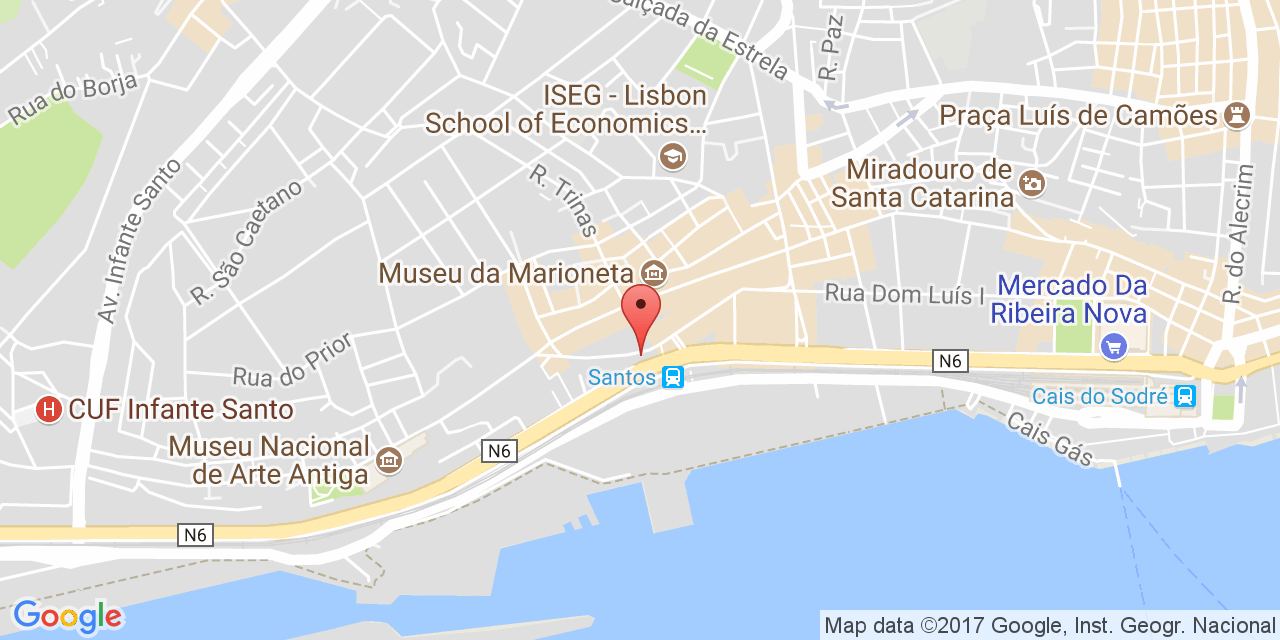 guiçada da Estrela
R. Paz
Rua do Borja
ISEG - Lisbon
School of Economics...
Praça Luís de Camões
Miradouro de
Santa Catarina
R. Trinas
Av. Infante Santo
R. São Caetano
R. do Alecrim
Museu da Marioneta
Rua Dom Luís I
Mercado Da
Ribeira Nova
Rua do Prior
N6
Santos
Cais do Sodré
H CUF Infante Santo
Cais Gás
Museu Nacional
de Arte Antiga
N6
N6
Google
Map data ©2017 Google, Inst. Geogr. Nacional